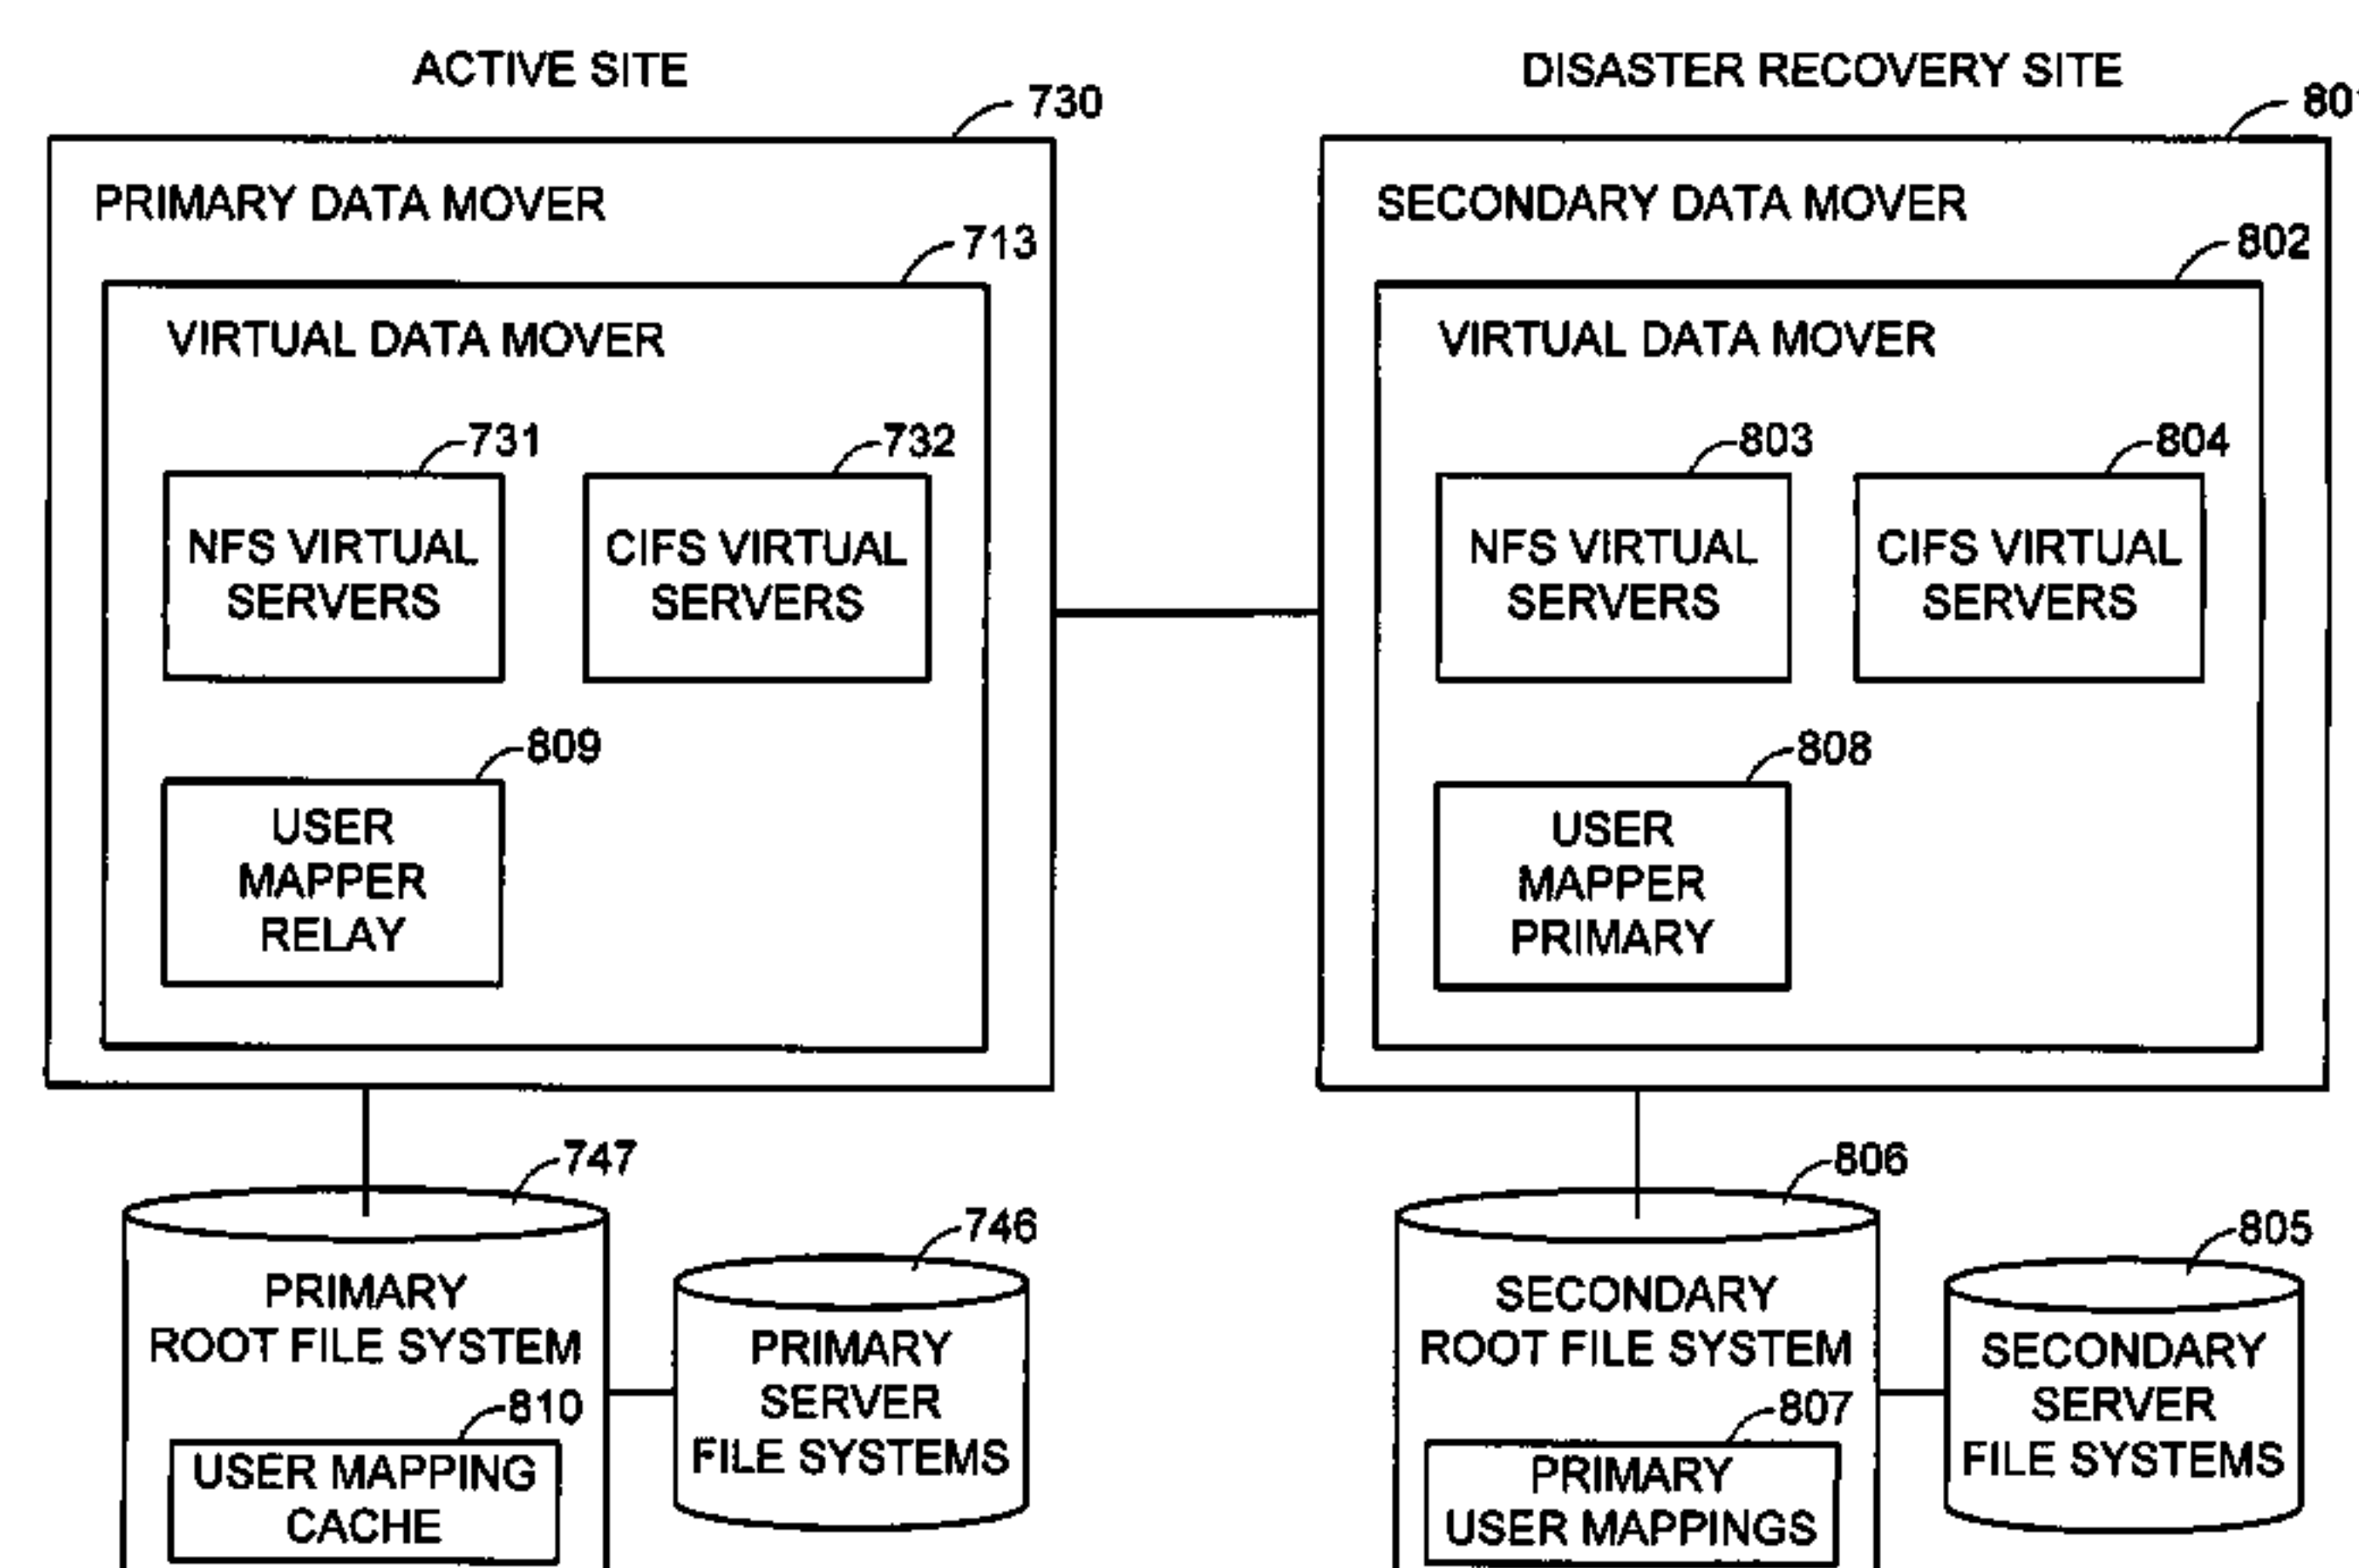 ACTIVE SITE
730
PRIMARY DATA MOVER
713
VIRTUAL DATA MOVER
731
732
NFS VIRTUAL
SERVERS
CIFS VIRTUAL
SERVERS
809
USER
MAPPER
RELAY
747
PRIMARY
ROOT FILE SYSTEM
810
USER MAPPING
CACHE
746
PRIMARY
SERVER
FILE SYSTEMS
DISASTER RECOVERY SITE
801
SECONDARY DATA MOVER
802
VIRTUAL DATA MOVER
803
804
NFS VIRTUAL
SERVERS
CIFS VIRTUAL
SERVERS
808
USER
MAPPER
PRIMARY
806
SECONDARY
ROOT FILE SYSTEM
807
PRIMARY
USER MAPPINGS
805
SECONDARY
SERVER
FILE SYSTEMS